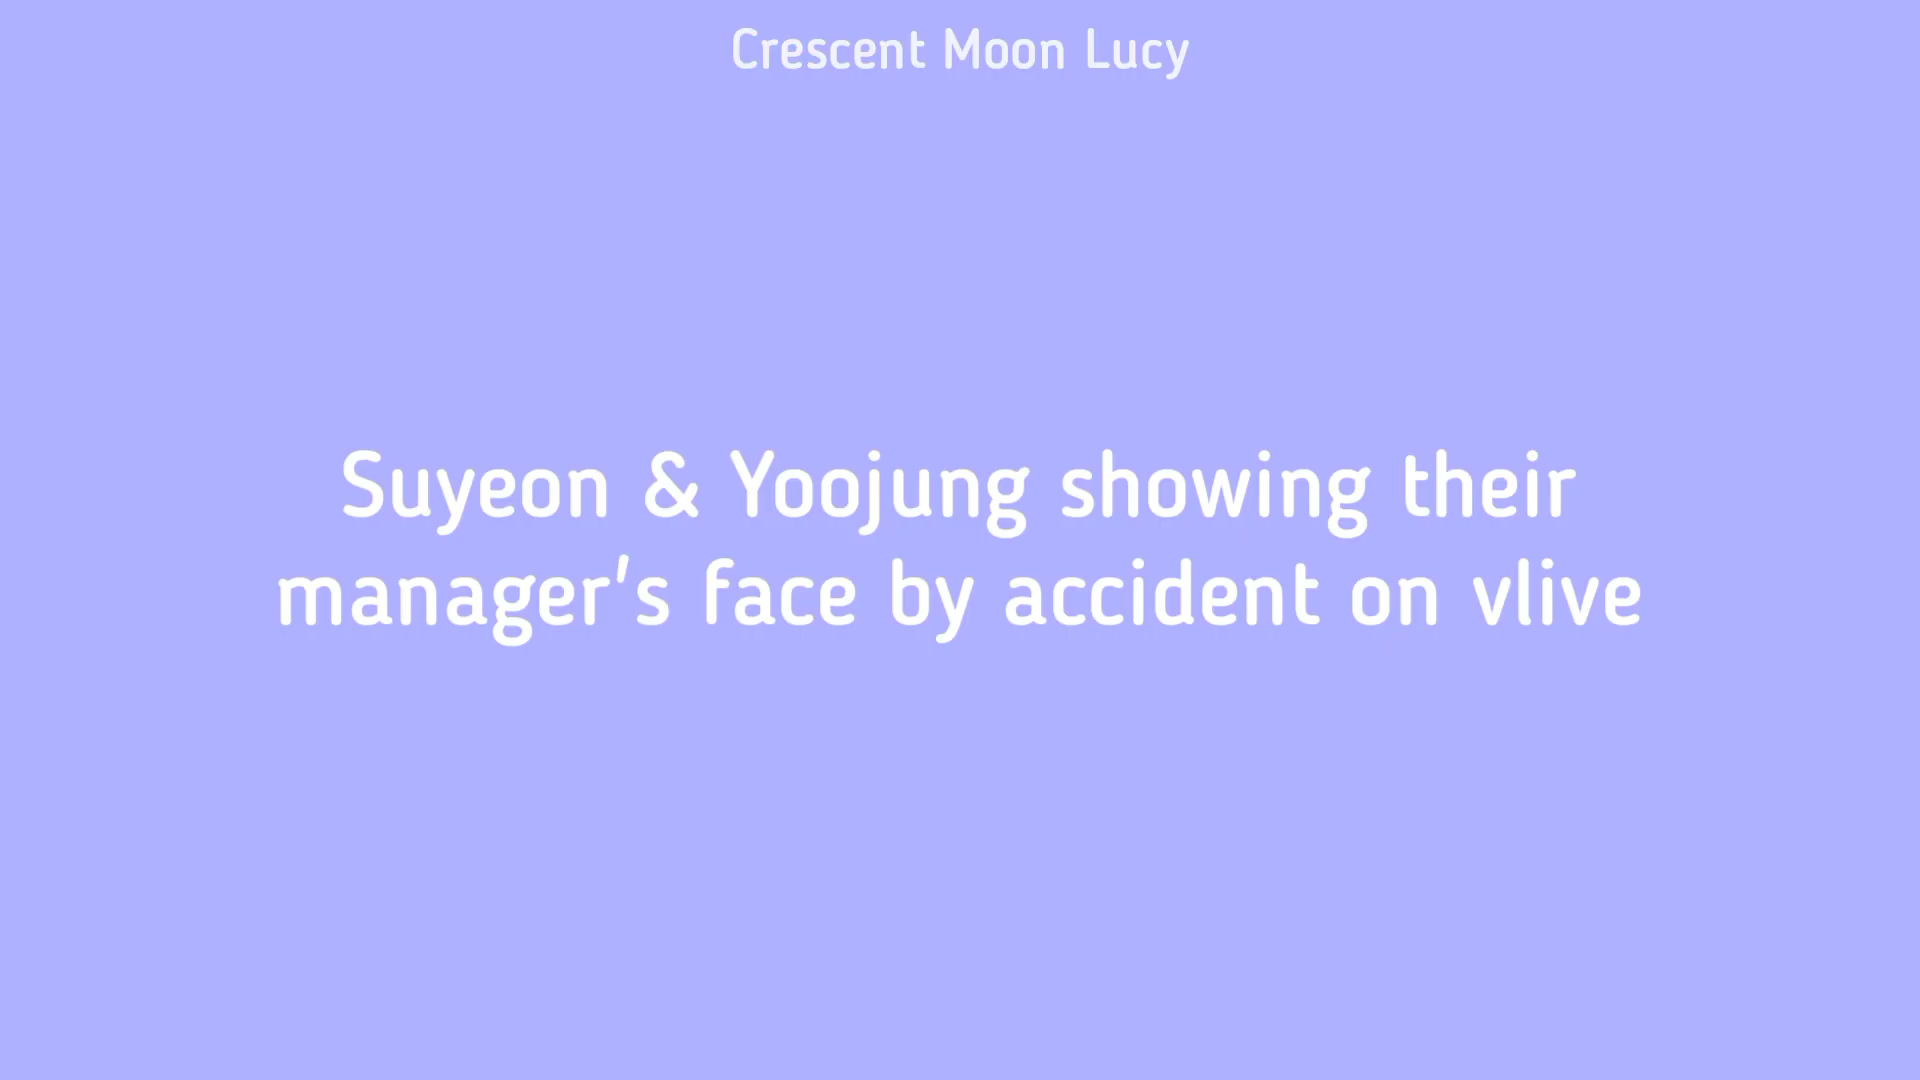 Crescent Moon Lucy
Suyeon & Yoojung showing their
manager's face by accident on vlive